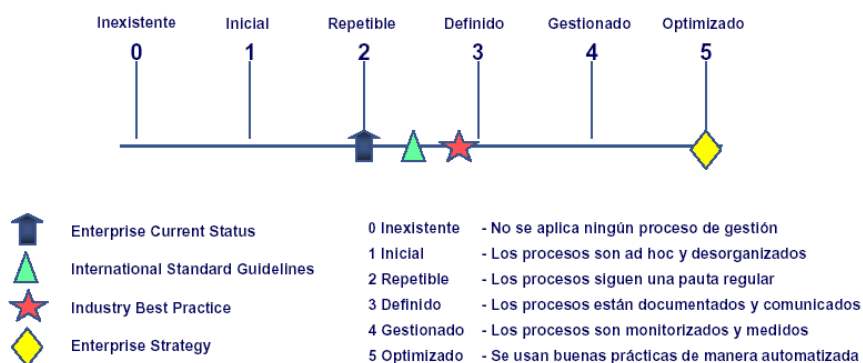 Inexistente Inicial Repetible Definido Gestionado Optimizado
0 1 2 3 4 5
Enterprise Current Status
International Standard Guidelines
Industry Best Practice
Enterprise Strategy
0 Inexistente - No se aplica ningún proceso de gestión
1 Inicial - Los procesos son ad hoc y desorganizados
2 Repetible - Los procesos siguen una pauta regular
3 Definido - Los procesos están documentados y comunicados
4 Gestionado - Los procesos son monitorizados y medidos
5 Optimizado - Se usan buenas prácticas de manera automatizada